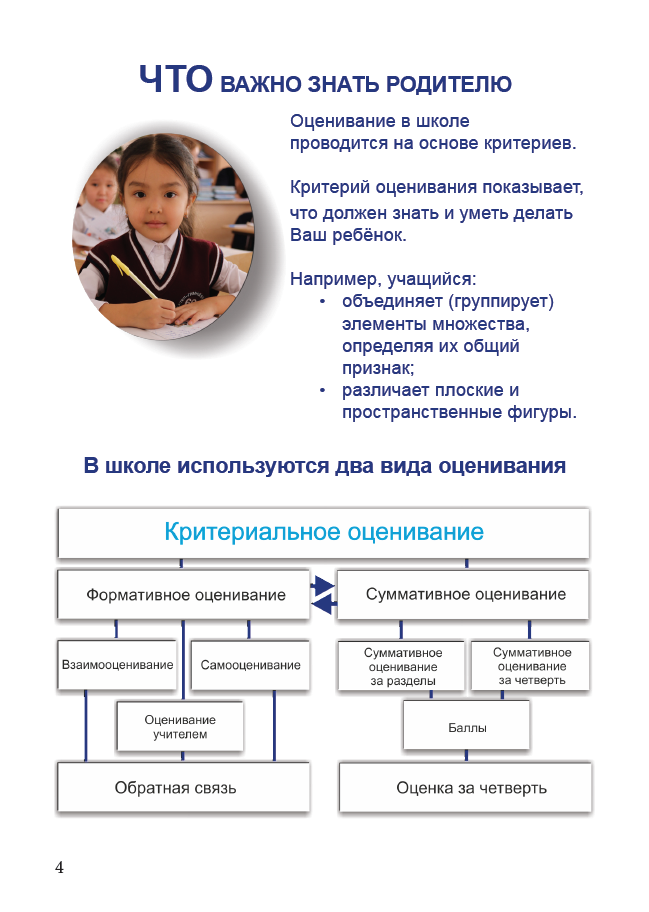 ЧТО ВАЖНО ЗНАТЬ РОДИТЕЛЮ
Оценивание в школе
проводится на основе критериев.
Критерий оценивания показывает,
что должен знать и уметь делать
Ваш ребёнок.
Например, учащийся:
• объединяет (группирует)
элементы множества,
определяя их общий
признак;
• различает плоские и
пространственные фигуры.
В школе используются два вида оценивания
Критериальное оценивание
Формативное оценивание
Суммативное оценивание
Взаимооценивание
Самооценивание
Суммативное
оценивание
за разделы
Суммативное
оценивание
за четверть
Оценивание
учителем
Баллы
Обратная связь
Оценка за четверть
4